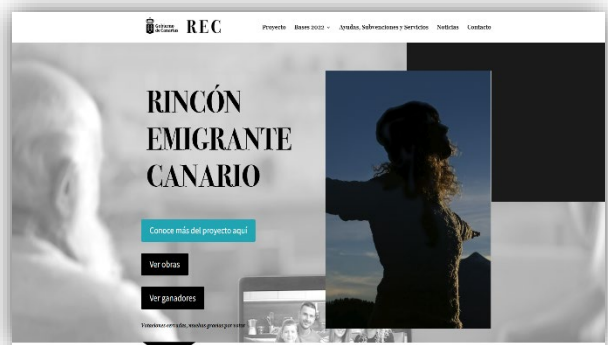 Gobierno
de Canarias
REC
Proyecto Bases 2022 Ayudas, Subvenciones y Servicios Noticias Contacto
RINCÓN
EMIGRANTE
CANARIO
Conoce más del proyecto aquí
Ver obras
Ver ganadores
Votaciones cerradas, muchas gracias por votar